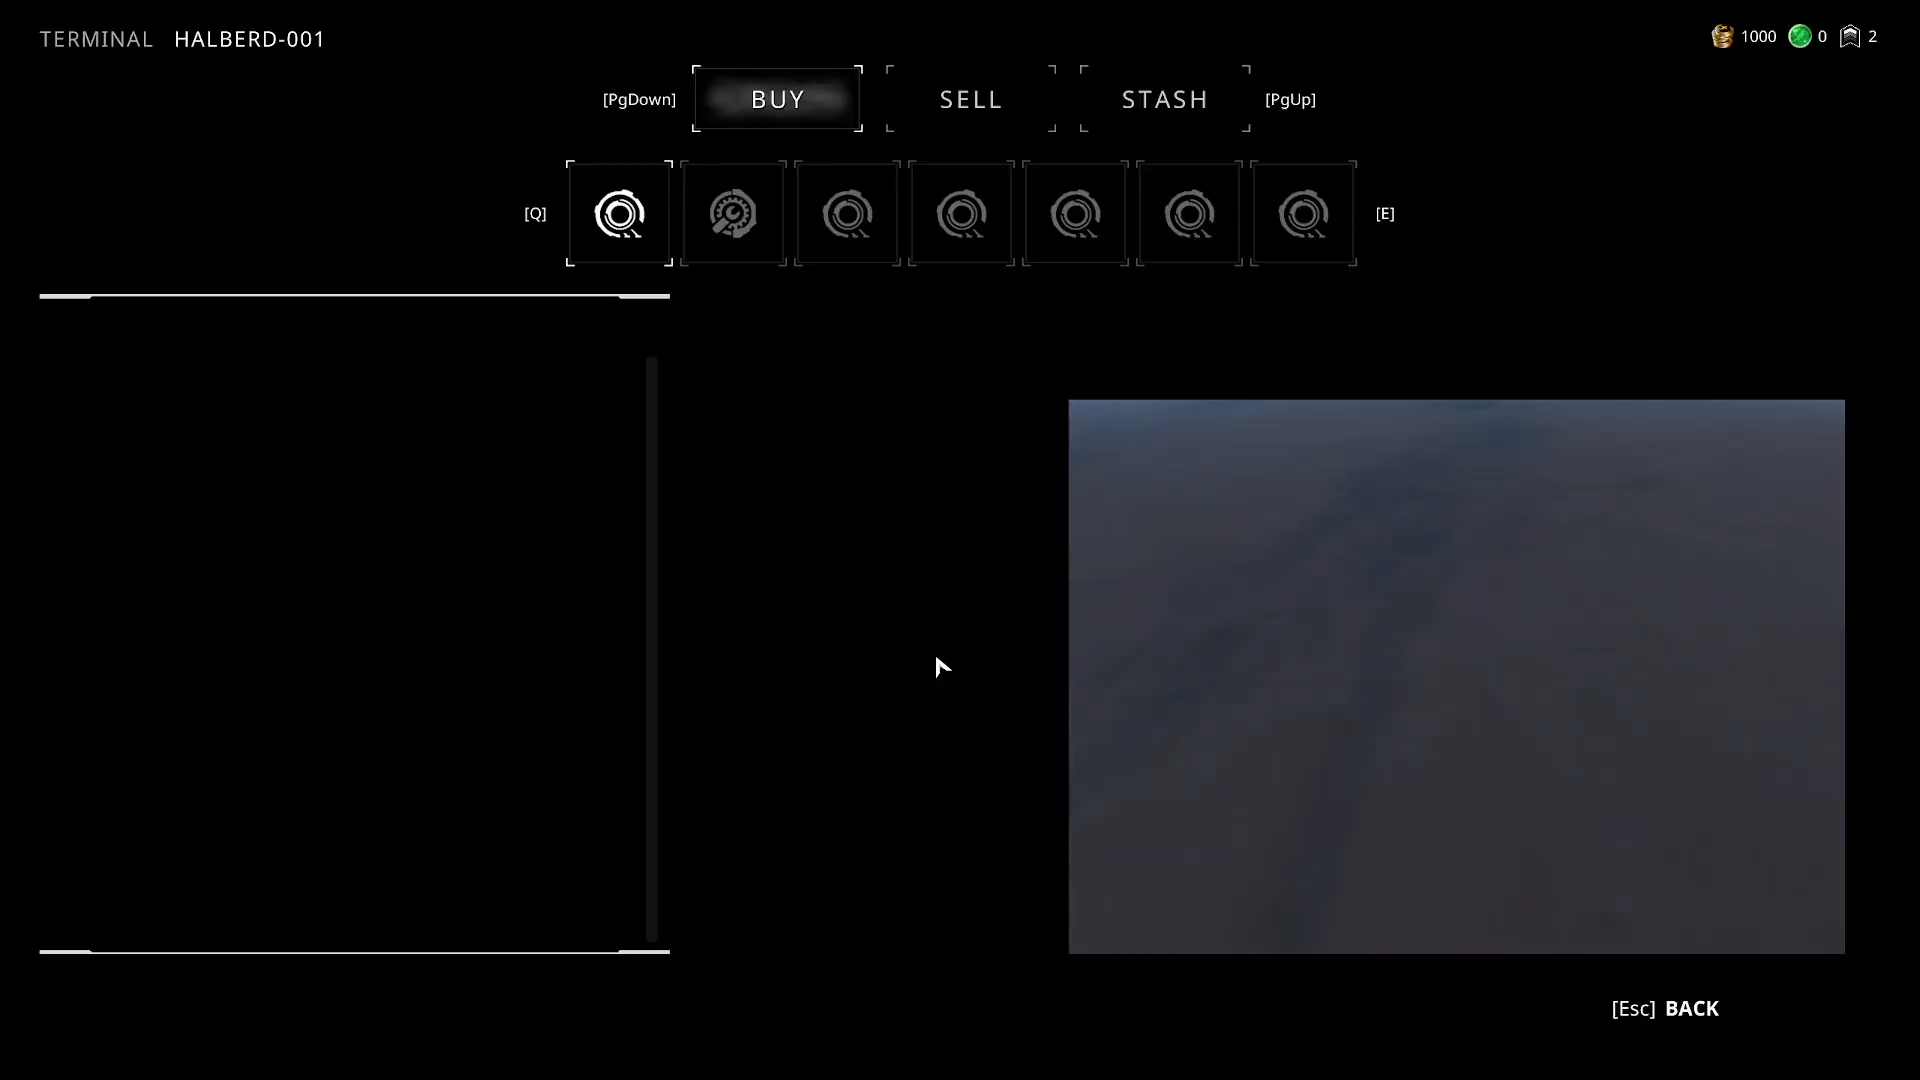 TERMINAL HALBERD-001
1000 0 2
[PgDown] BUY SELL STASH [PgUp]
[Q] [E]
[Esc] BACK